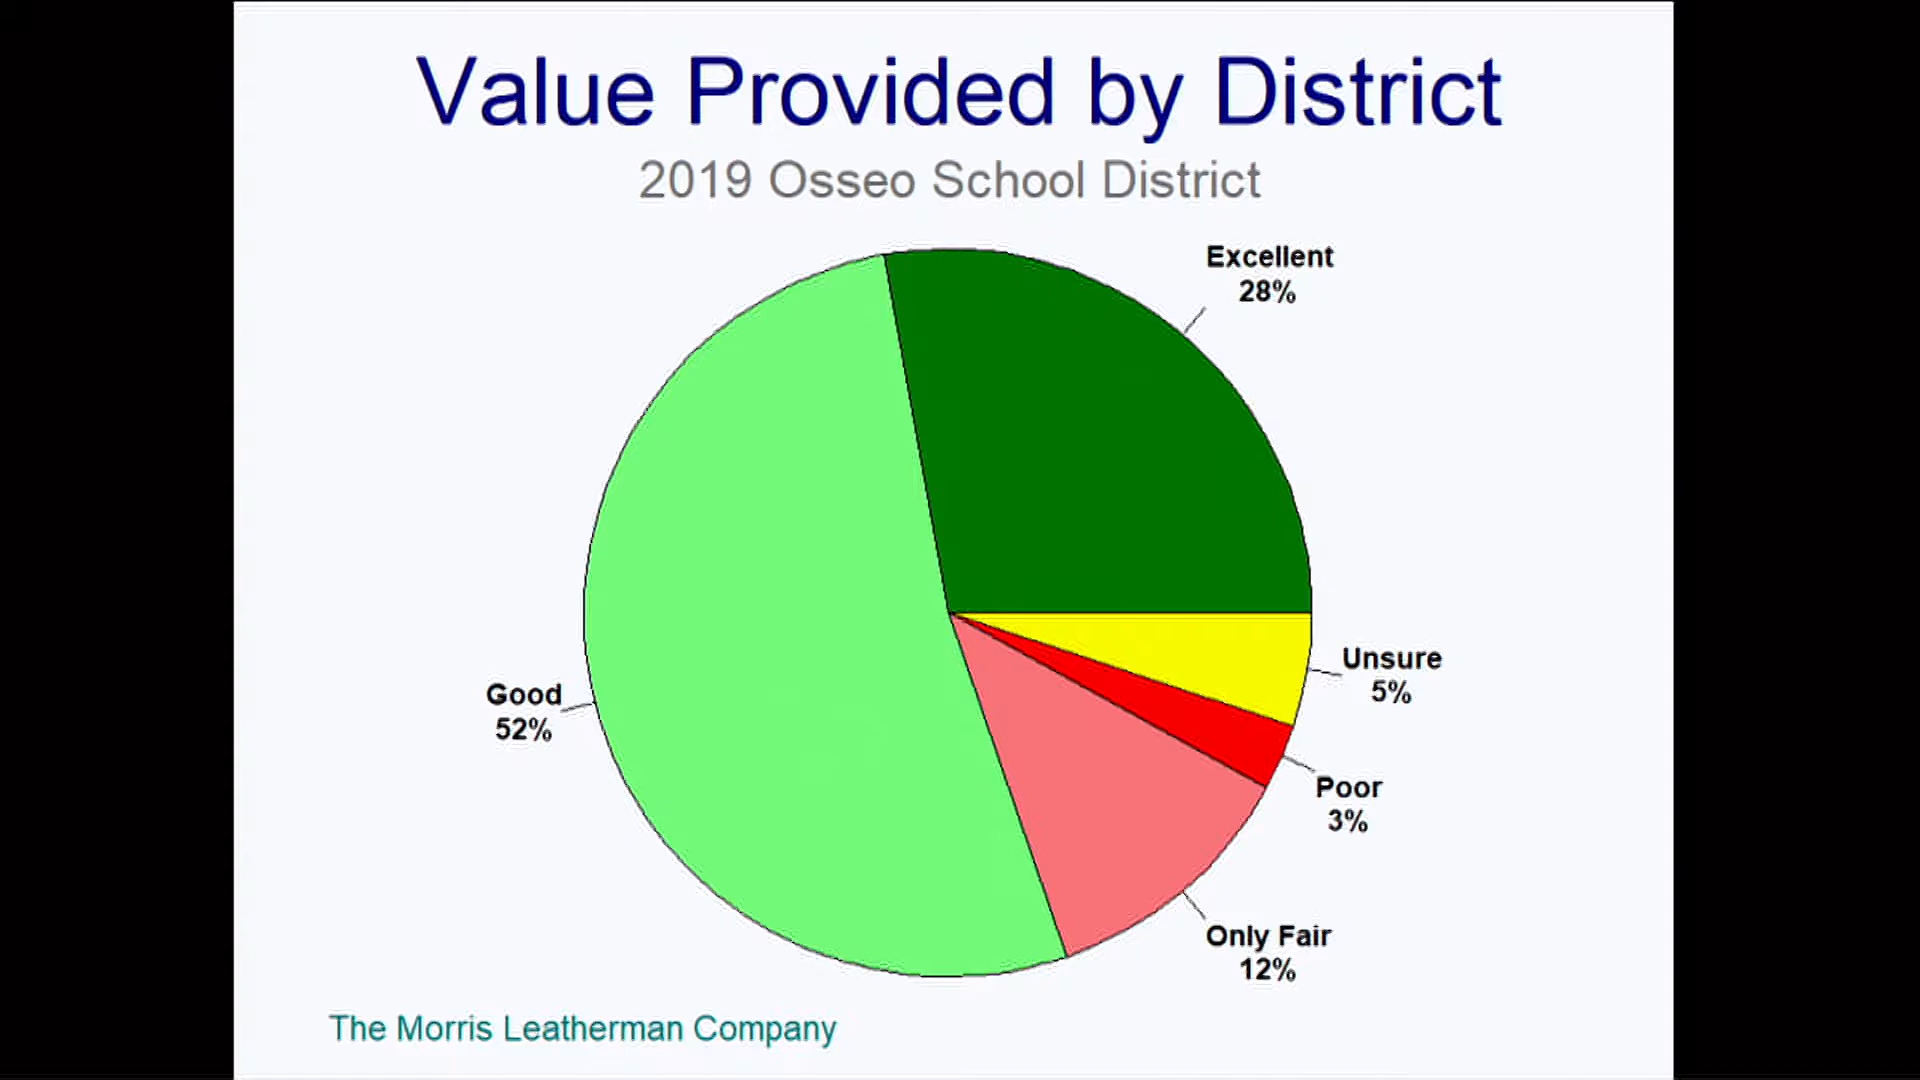 Value Provided by District
2019 Osseo School District
Excellent
28%
Unsure
5%
Good
52%
Poor
3%
Only Fair
12%
The Morris Leatherman Company